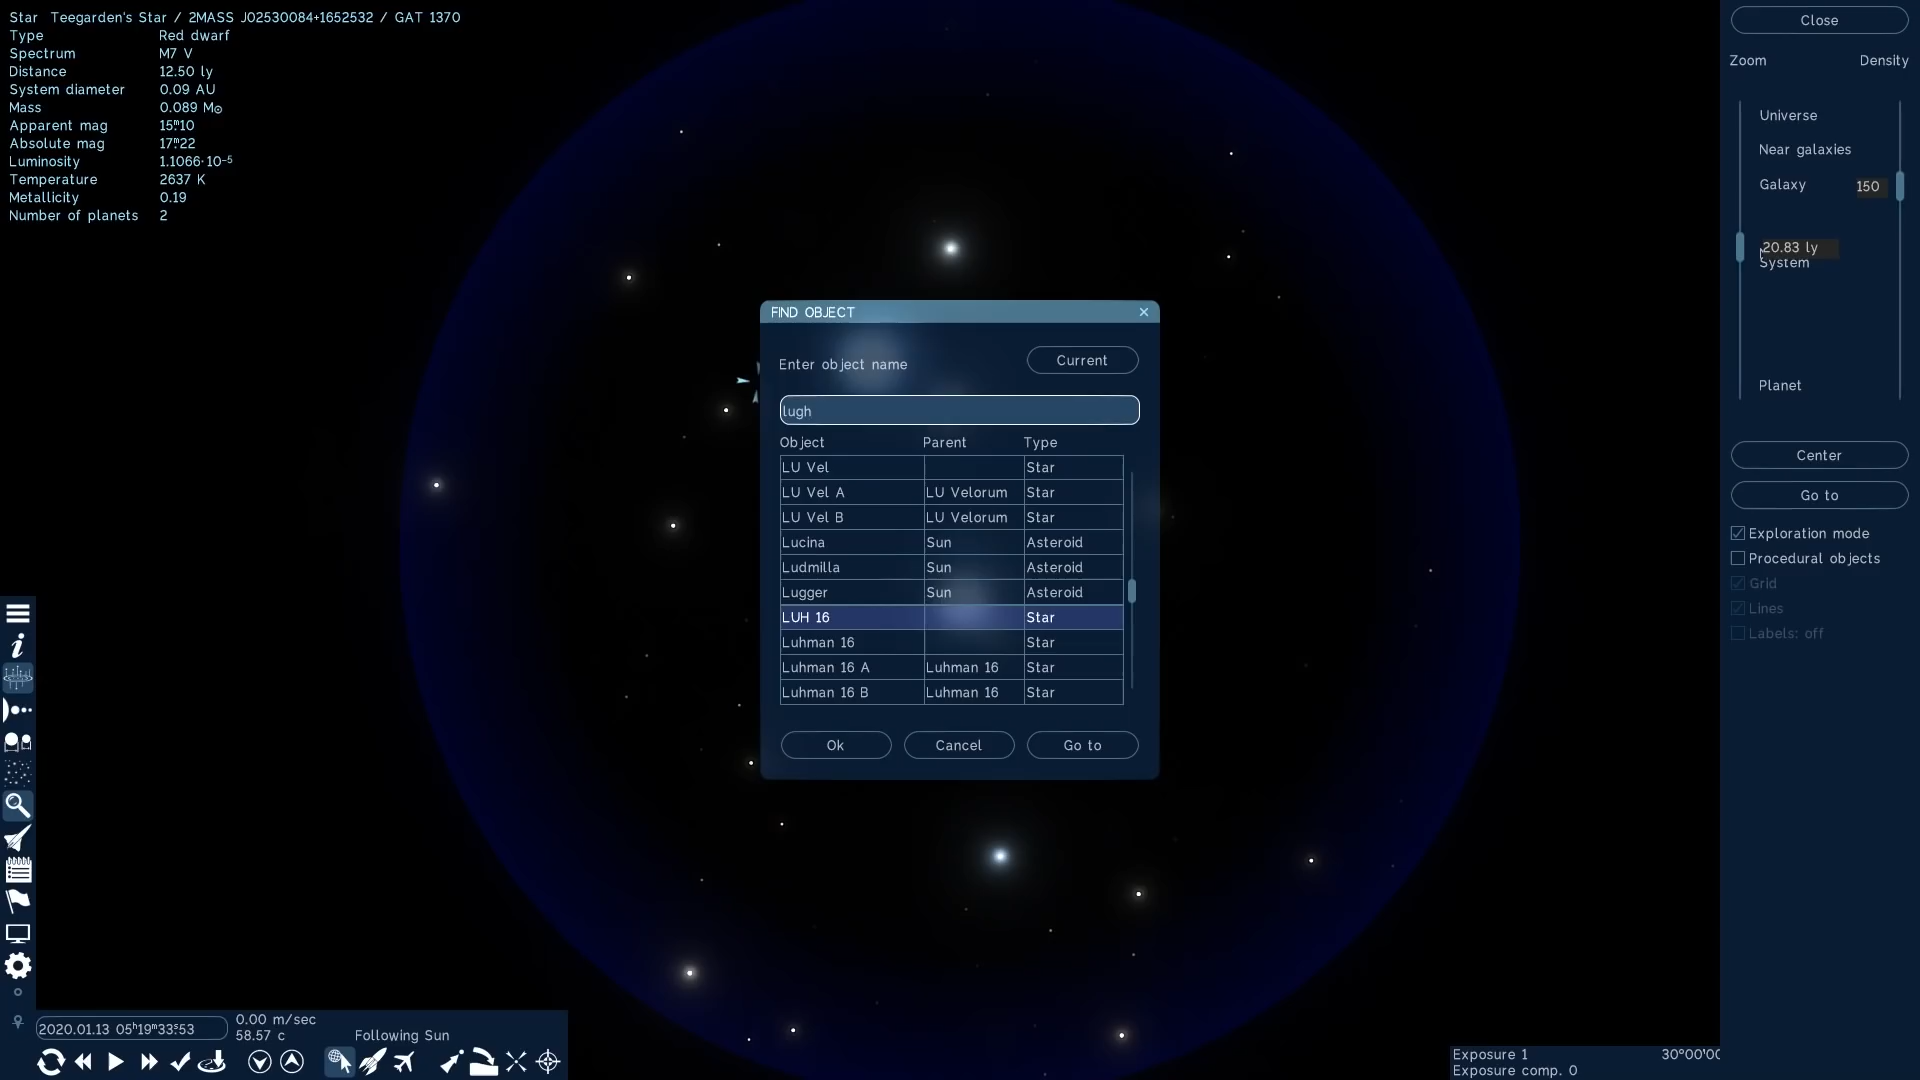 Star Teegarden's Star / 2MASS J02530084+1652532 / GAT 1370
Type Red dwarf
Spectrum M7 V
Distance 12.50 ly
System diameter 0.09 AU
Mass 0.089 M☉
Apparent mag 15ᵐ.10
Absolute mag 17ᵐ.22
Luminosity 1.1066·10⁻⁵
Temperature 2637 K
Metallicity 0.19
Number of planets 2
Close
Zoom Density
Universe
Near galaxies
Galaxy 150
20.83 ly
System
Planet
Center
Go to
Exploration mode
Procedural objects
Grid
Lines
Labels: off
FIND OBJECT
Enter object name Current
lugh
Object Parent Type
LU Vel Star
LU Vel A LU Velorum Star
LU Vel B LU Velorum Star
Lucina Sun Asteroid
Ludmilla Sun Asteroid
Lugger Sun Asteroid
LUH 16 Star
Luhman 16 Star
Luhman 16 A Luhman 16 Star
Luhman 16 B Luhman 16 Star
Ok Cancel Go to
2020.01.13 05ʰ19ᵐ33ˢ.53
0.00 m/sec
58.57 c
Following Sun
Exposure 1 30°00'00
Exposure comp. 0